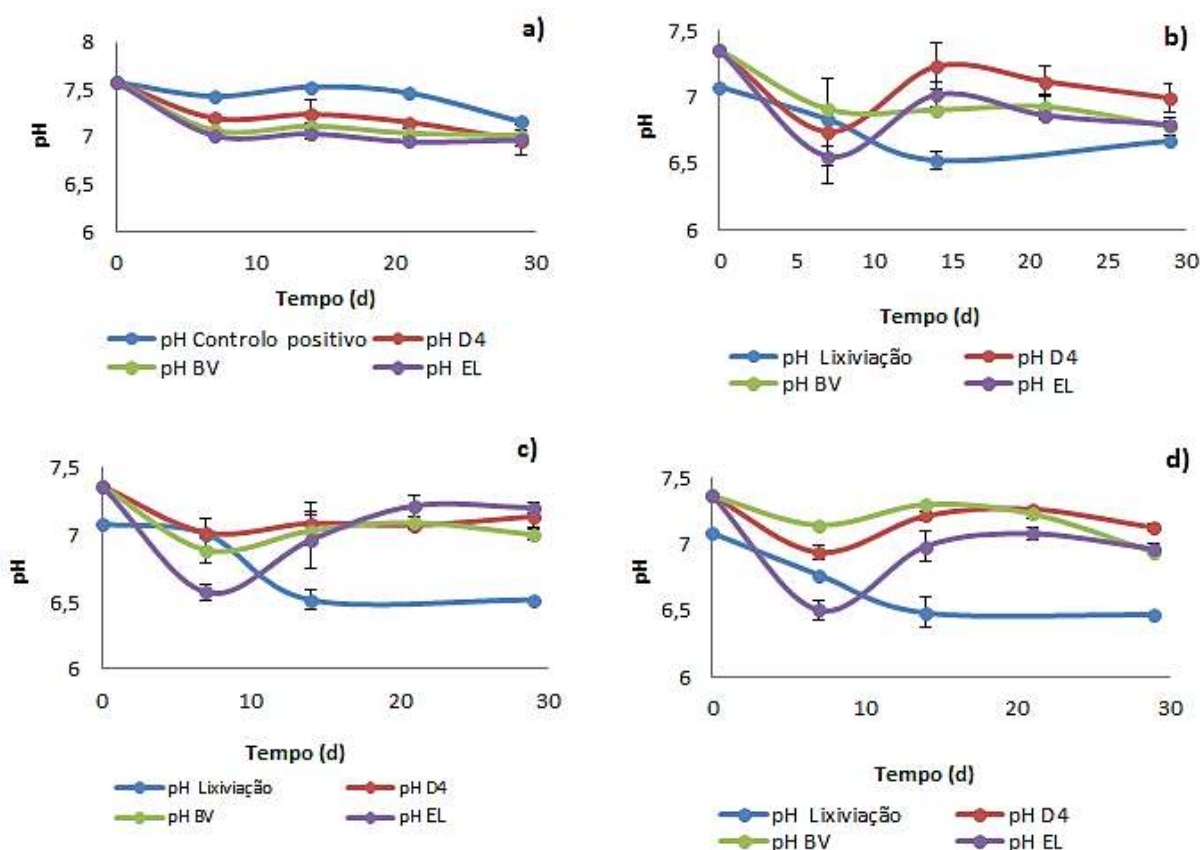 a)
8
7,5
7
6,5
6
pH
0 10 20 30
Tempo (d)
pH Controlo positivo pH D4
pH BV pH EL
b)
7,5
7
6,5
6
pH
0 5 10 15 20 25 30
Tempo (d)
pH Lixiviação pH D4
pH BV pH EL
c)
7,5
7
6,5
6
pH
0 10 20 30
Tempo (d)
pH Lixiviação pH D4
pH BV pH EL
d)
7,5
7
6,5
6
pH
0 10 20 30
Tempo (d)
pH Lixiviação pH D4
pH BV pH EL